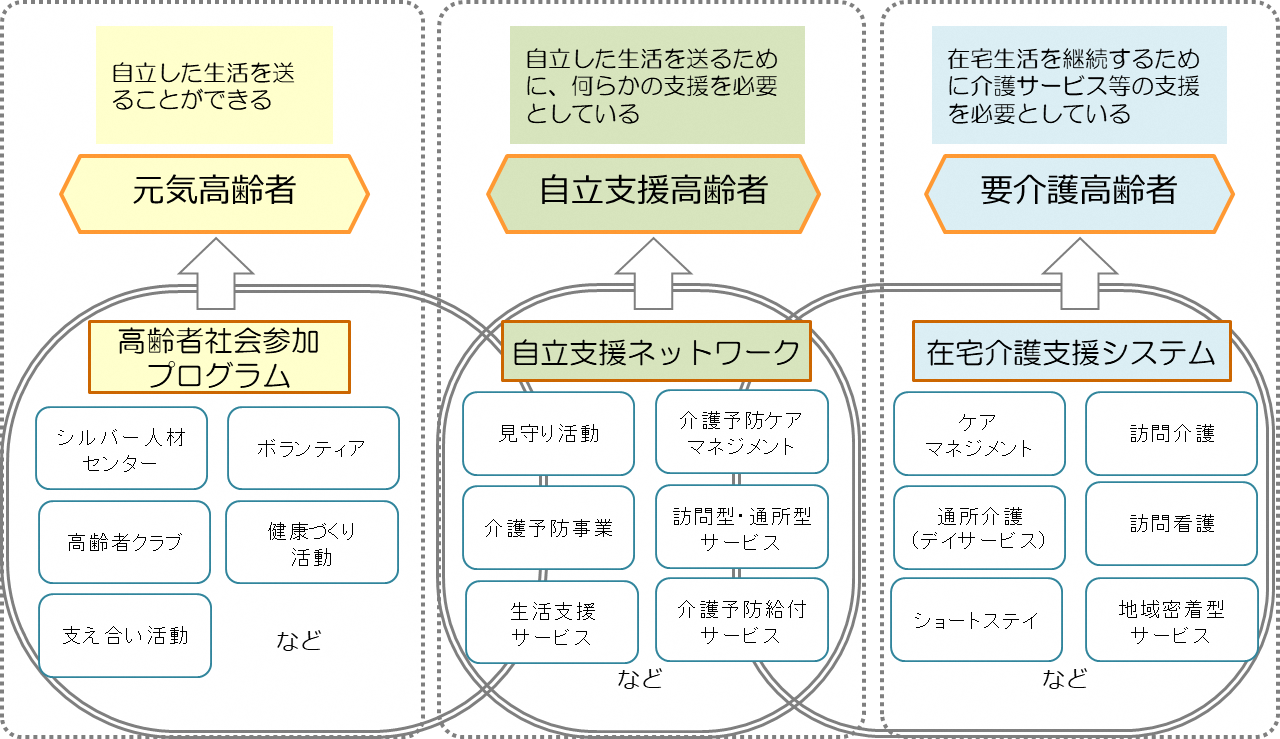 自立した生活を送
ることができる
元気高齢者
高齢者社会参加
プログラム
シルバー人材
センター
ボランティア
高齢者クラブ
健康づくり
活動
支え合い活動
など
自立した生活を送るため
に、何らかの支援を必要
としている
自立支援高齢者
自立支援ネットワーク
見守り活動
介護予防ケア
マネジメント
介護予防事業
訪問型・通所型
サービス
生活支援
サービス
介護予防給付
サービス
など
在宅生活を継続するため
に介護サービス等の支援
を必要としている
要介護高齢者
在宅介護支援システム
ケア
マネジメント
訪問介護
通所介護
(デイサービス)
訪問看護
ショートステイ
地域密着型
サービス
など